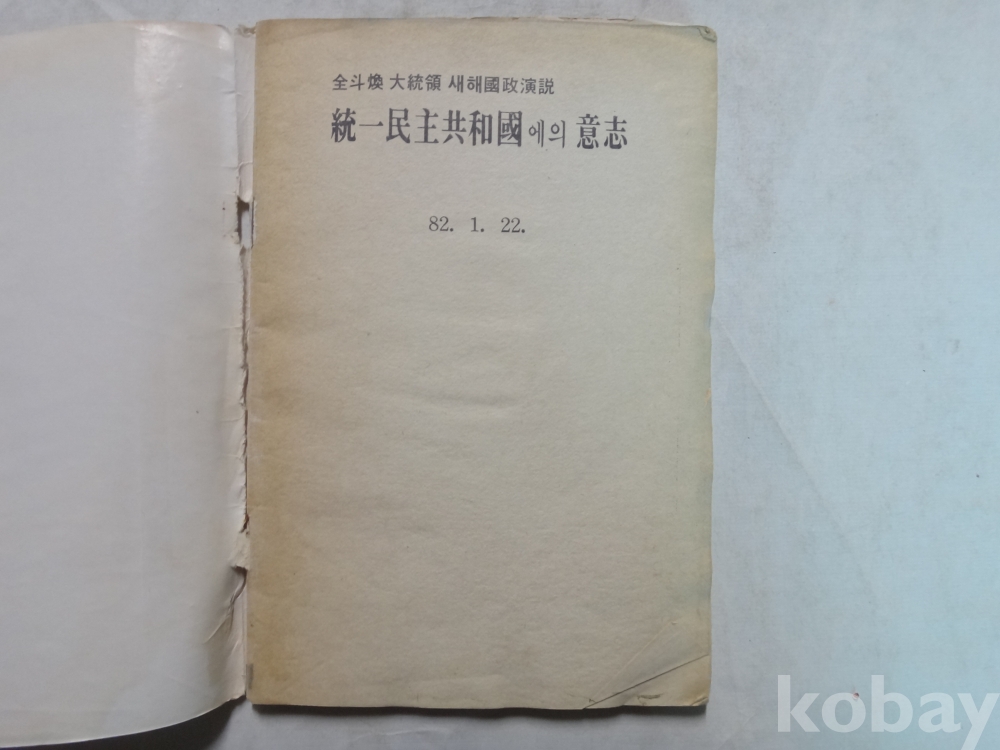 全斗煥 大統領 새해國政演説
統一民主共和國에의 意志
82. 1. 22.
kobay